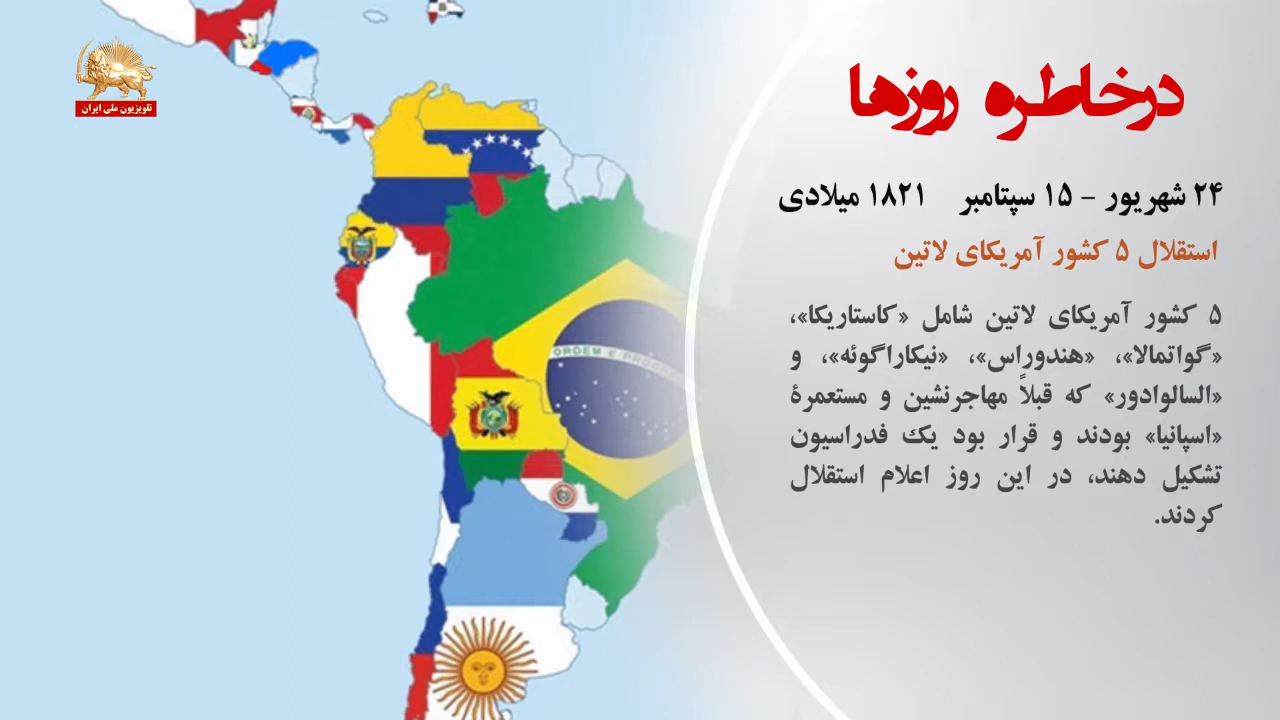 درخاطره روزها
۲۴ شهریور - ۱۵ سپتامبر ۱۸۲۱ میلادی
استقلال ۵ کشور آمریکای لاتین
۵ کشور آمریکای لاتین شامل «کاستاریکا»،
«گواتمالا»، «هندوراس»، «نیکاراگوئه»، و
«السالوادور» که قبلاً مهاجرنشین و مستعمرهٔ
«اسپانیا» بودند و قرار بود یک فدراسیون
تشکیل دهند، در این روز اعلام استقلال
کردند.
تلویزیون ملی ایران
ORDEM E PROGRE